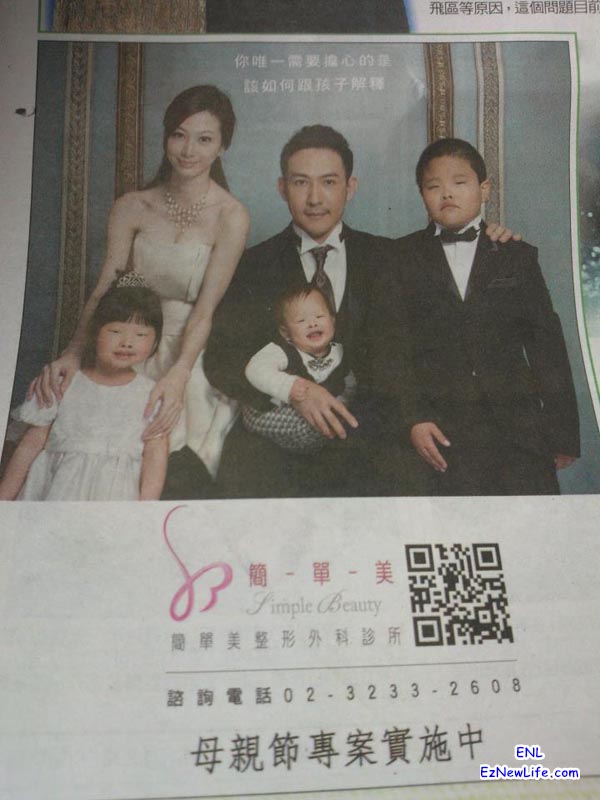 飛區等原因，這個問題目前
你唯一需要擔心的是
該如何跟孩子解釋
簡-單-美
Simple Beauty
簡單美整形外科診所
諮詢電話02-3233-2608
母親節專案實施中
ENL
EzNewLife.com